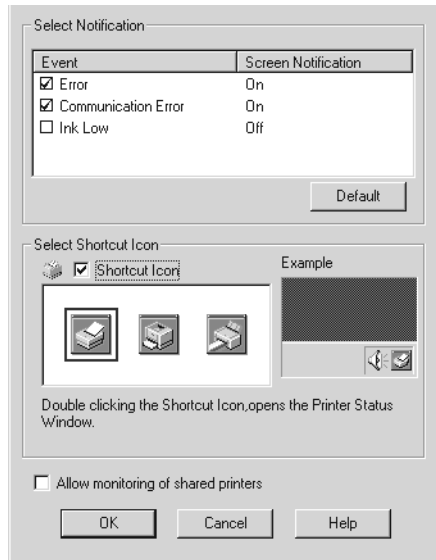 Select Notification
Event Screen Notification
Error On
Communication Error On
Ink Low Off
Default
Select Shortcut Icon
Shortcut Icon Example
Double clicking the Shortcut Icon,opens the Printer Status
Window.
Allow monitoring of shared printers
OK Cancel Help